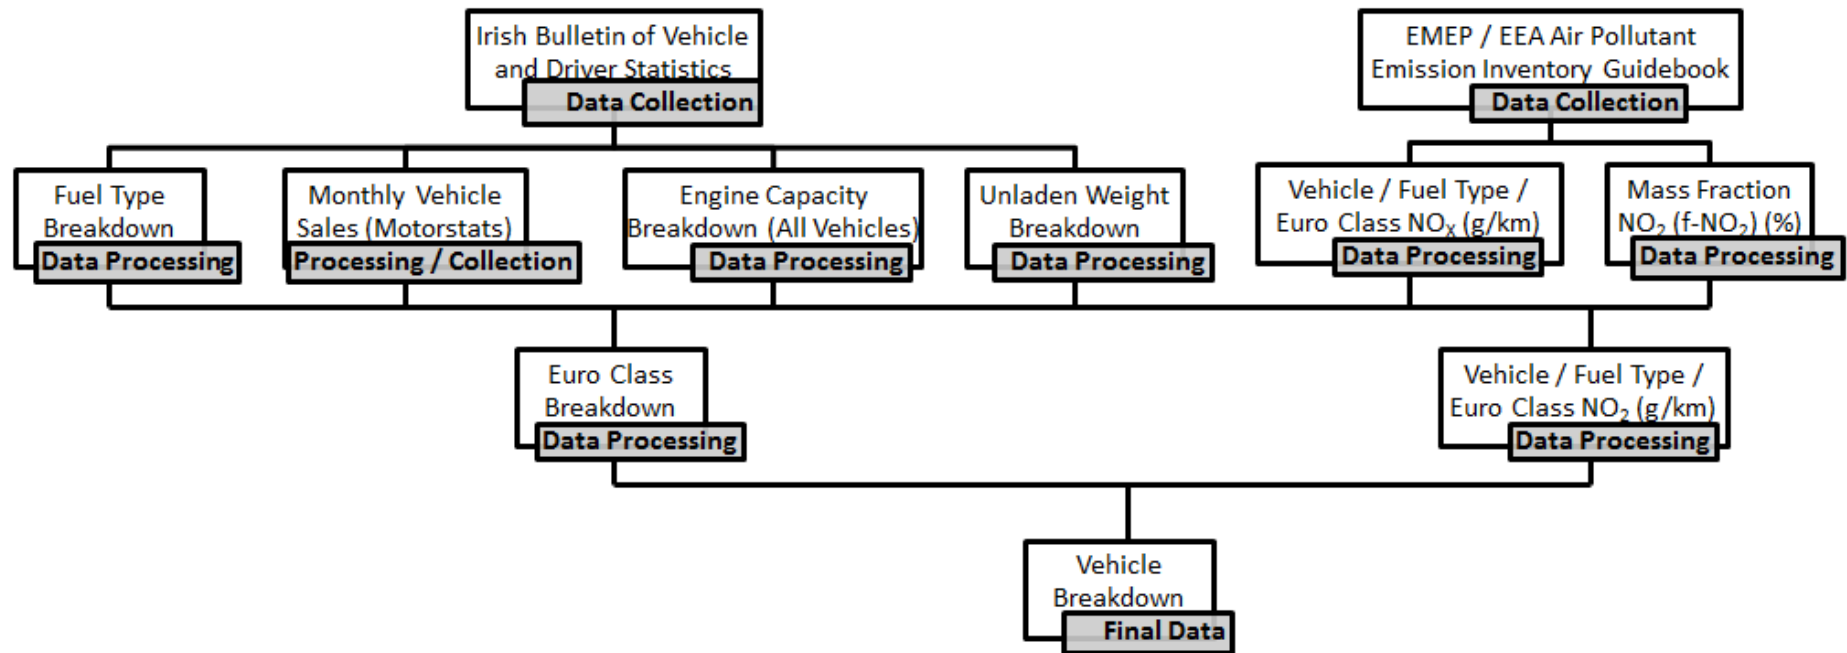 Irish Bulletin of Vehicle
and Driver Statistics
Data Collection
EMEP / EEA Air Pollutant
Emission Inventory Guidebook
Data Collection
Fuel Type
Breakdown
Data Processing
Monthly Vehicle
Sales (Motorstats)
Processing / Collection
Engine Capacity
Breakdown (All Vehicles)
Data Processing
Unladen Weight
Breakdown
Data Processing
Vehicle / Fuel Type /
Euro Class NOX (g/km)
Data Processing
Mass Fraction
NO2 (f-NO2) (%)
Data Processing
Euro Class
Breakdown
Data Processing
Vehicle / Fuel Type /
Euro Class NO2 (g/km)
Data Processing
Vehicle
Breakdown
Final Data